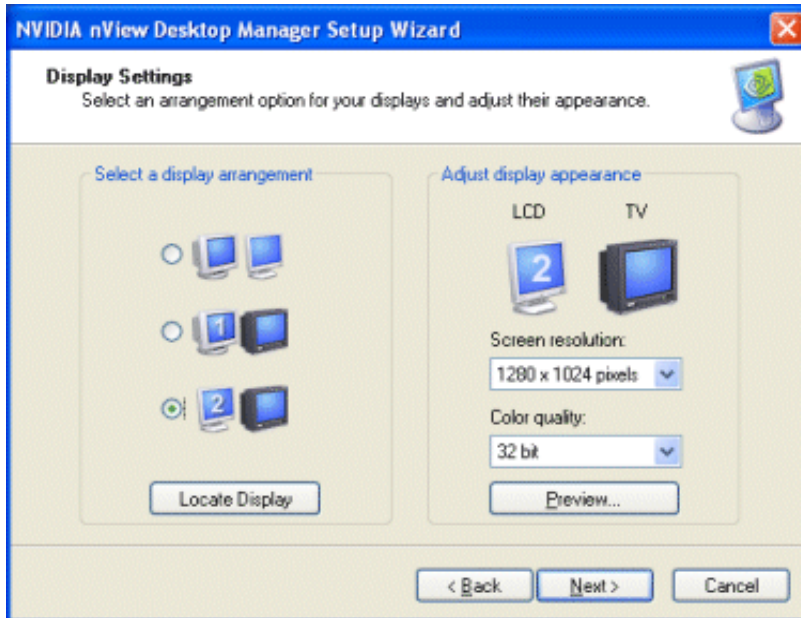 NVIDIA nView Desktop Manager Setup Wizard
Display Settings
Select an arrangement option for your displays and adjust their appearance.
Select a display arrangement
1
2
Locate Display
Adjust display appearance
LCD TV
2
Screen resolution:
1280 x 1024 pixels
Color quality:
32 bit
Preview...
< Back Next > Cancel